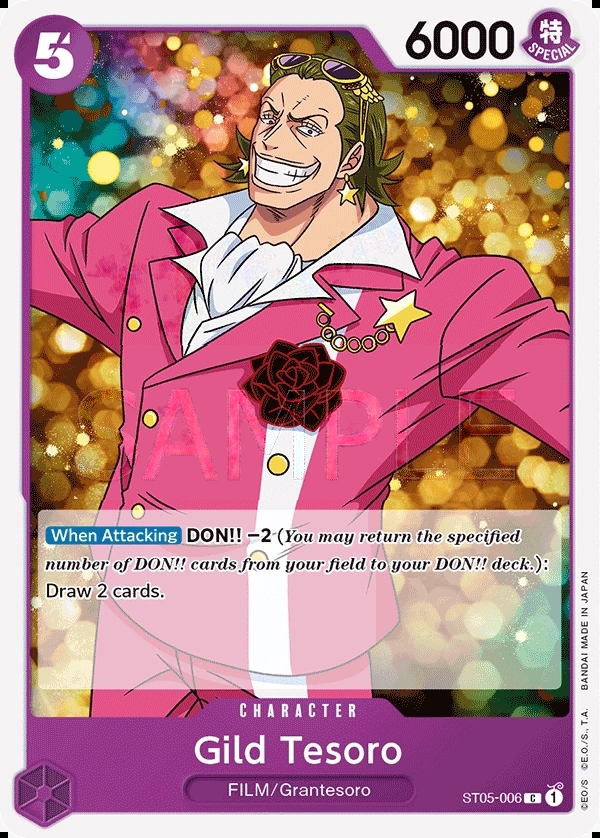 5
6000
特
SPECIAL
SAMPLE
When Attacking DON!! −2 (You may return the specified
number of DON!! cards from your field to your DON!! deck.):
Draw 2 cards.
CHARACTER
Gild Tesoro
FILM/Grantesoro
ST05-006 C 1
©EO/S ©E.O./S., T.A. BANDAI MADE IN JAPAN